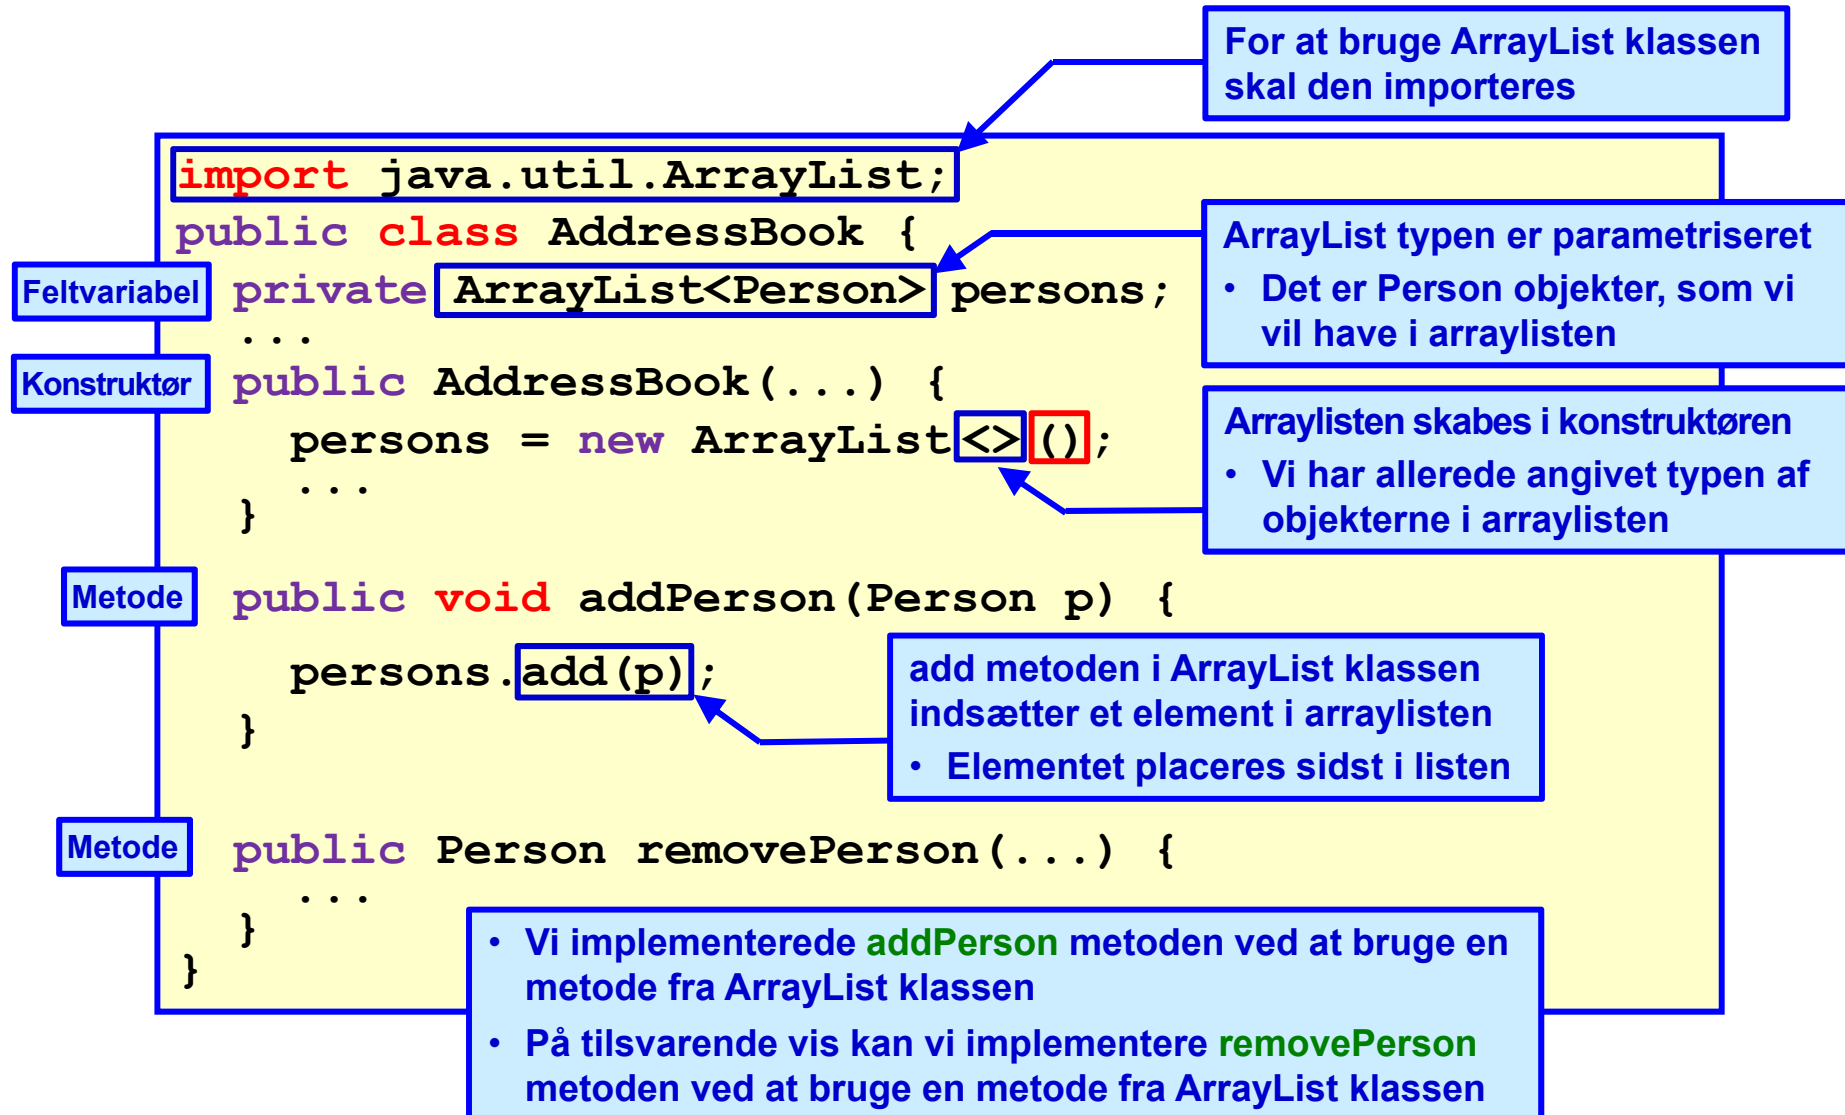 For at bruge ArrayList klassen
skal den importeres
import java.util.ArrayList;
public class AddressBook {
ArrayList typen er parametriseret
• Det er Person objekter, som vi
vil have i arraylisten
Feltvariabel
private ArrayList<Person> persons;
...
Konstruktør
public AddressBook(...) {
Arraylisten skabes i konstruktøren
• Vi har allerede angivet typen af
objekterne i arraylisten
persons = new ArrayList<>();
...
}
Metode
public void addPerson(Person p) {
persons.add(p);
add metoden i ArrayList klassen
indsætter et element i arraylisten
• Elementet placeres sidst i listen
}
Metode
public Person removePerson(...) {
...
}
}
• Vi implementerede addPerson metoden ved at bruge en
metode fra ArrayList klassen
• På tilsvarende vis kan vi implementere removePerson
metoden ved at bruge en metode fra ArrayList klassen